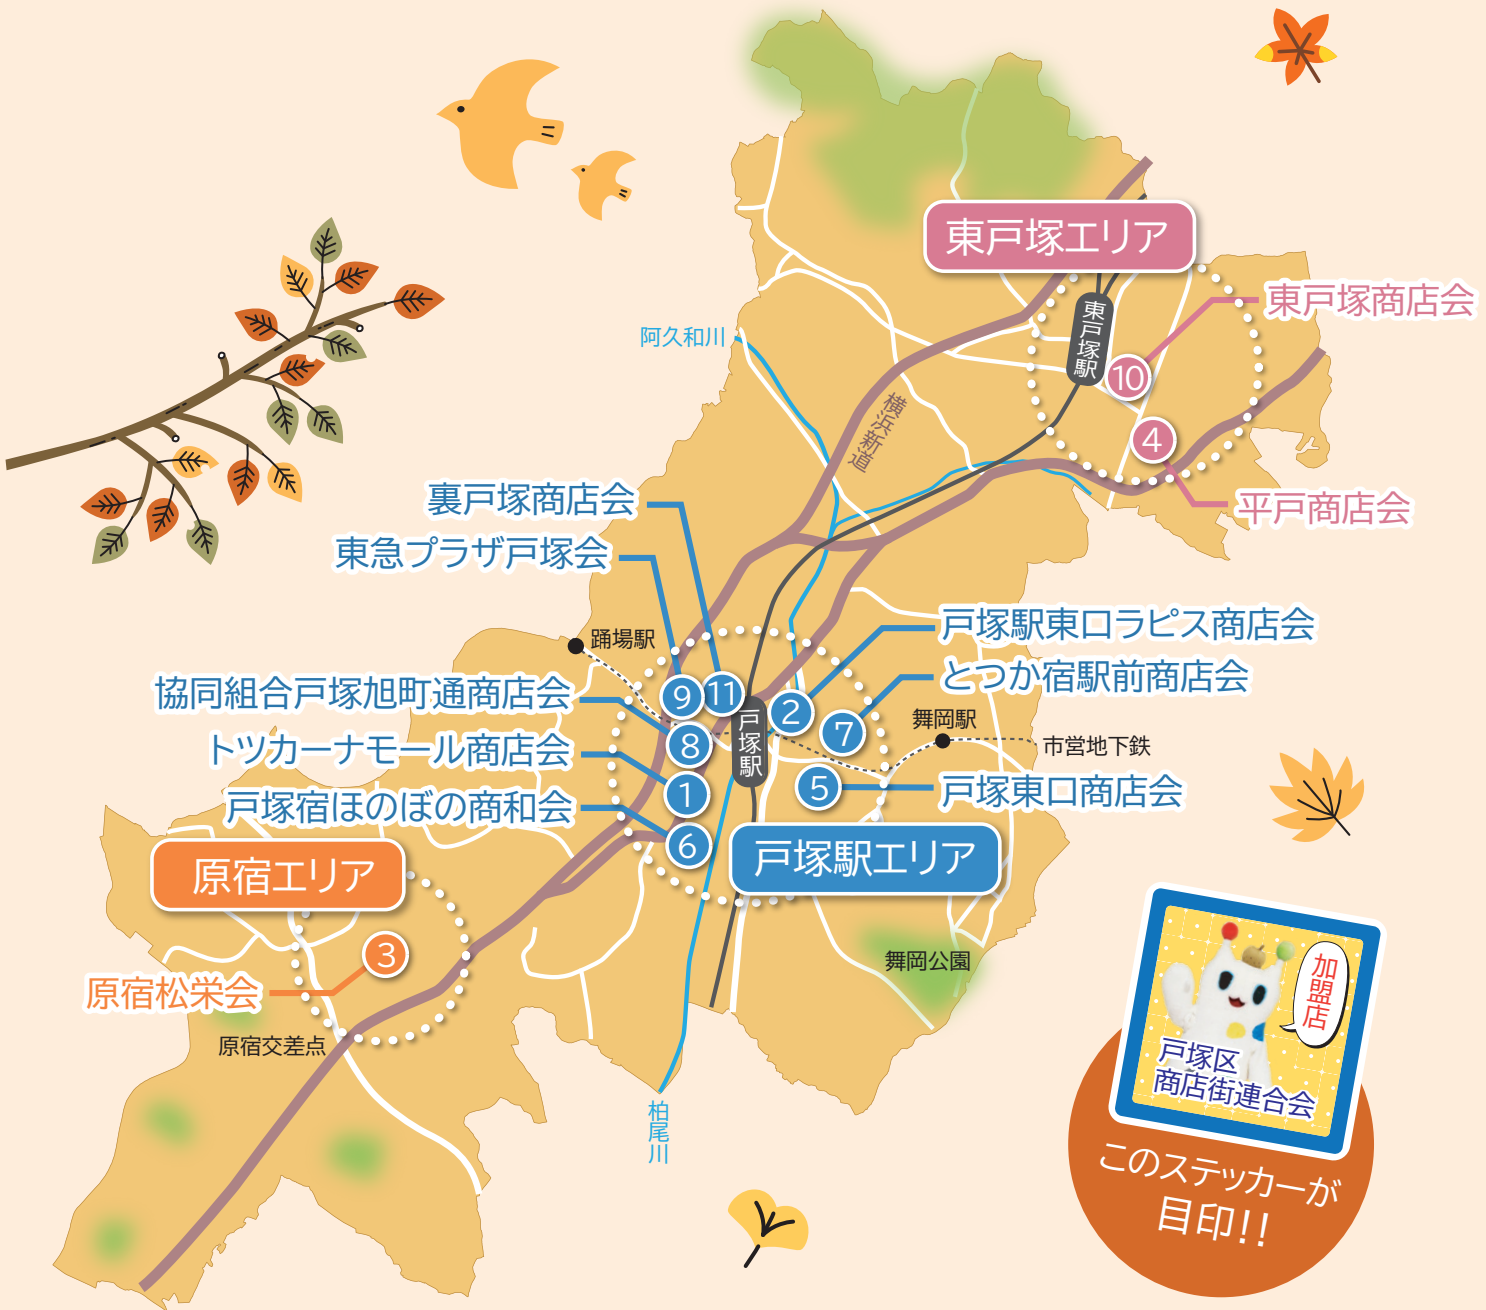 東戸塚エリア
東戸塚商店会
東戸塚駅
阿久和川
10
横浜新道
4
裏戸塚商店会
平戸商店会
東急プラザ戸塚会
戸塚駅東口ラピス商店会
踊場駅
協同組合戸塚旭町通商店会
とつか宿駅前商店会
9
11
2
7
舞岡駅
戸塚駅
市営地下鉄
トツカーナモール商店会
8
戸塚宿ほのぼの商和会
1
5
戸塚東口商店会
6
戸塚駅エリア
原宿エリア
3
原宿松栄会
舞岡公園
原宿交差点
柏尾川
加盟店
戸塚区
商店街連合会
このステッカーが
目印!!